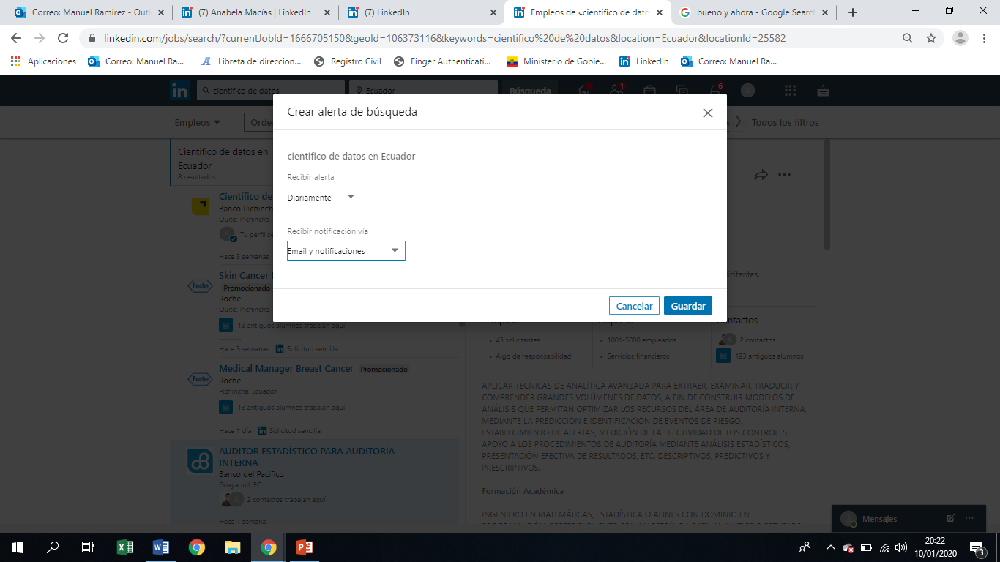 Correo: Manuel Ramirez - Outl
(7) Anabela Macías | LinkedIn
(7) LinkedIn
Empleos de «cientifico de dato
bueno y ahora - Google Search
linkedin.com/jobs/search/?currentJobId=1666705150&geoId=106373116&keywords=cientifico%20de%20datos&location=Ecuador&locationId=25582
Aplicaciones
Correo: Manuel Ra...
Libreta de direccion...
Registro Civil
Finger Authenticati...
Ministerio de Gobie...
LinkedIn
Correo: Manuel Ra...
in
cientifico de datos
Ecuador
Búsqueda
1
6
Empleos
Orde
Todos los filtros
Crear alerta de búsqueda
cientifico de datos en Ecuador
Recibir alerta
Diariamente
Recibir notificación vía
Email y notificaciones
Cancelar
Guardar
Cientifico de datos en
Ecuador
8 resultados
Científico de
Banco Pichincha
Quito, Pichincha,
Tu perfil se
Hace 3 semanas
Skin Cancer
Promocionado
Roche
Roche
Quito, Pichincha,
13 antiguos alumnos trabajan aquí
Hace 3 semanas · Solicitud sencilla
Medical Manager Breast Cancer Promocionado
Roche
Roche
Pichincha, Ecuador
13 antiguos alumnos trabajan aquí
Hace 1 día · Solicitud sencilla
AUDITOR ESTADÍSTICO PARA AUDITORÍA
INTERNA
Banco del Pacífico
Guayaquil, EC
2 contactos trabajan aquí
Hace 1 semana
licitantes.
Empleo
• 43 solicitantes
• Algo de responsabilidad
Empresa
• 1001-5000 empleados
• Servicios financieros
Contactos
2 contactos
193 antiguos alumnos
APLICAR TÉCNICAS DE ANALÍTICA AVANZADA PARA EXTRAER, EXAMINAR, TRADUCIR Y
COMPRENDER GRANDES VOLÚMENES DE DATOS, A FIN DE CONSTRUIR MODELOS DE
ANÁLISIS QUE PERMITAN OPTIMIZAR LOS RECURSOS DEL ÁREA DE AUDITORÍA INTERNA,
MEDIANTE LA PREDICCIÓN E IDENTIFICACIÓN DE EVENTOS DE RIESGO,
ESTABLECIMIENTO DE ALERTAS, MEDICIÓN DE LA EFECTIVIDAD DE LOS CONTROLES,
APOYO A LOS PROCEDIMIENTOS DE AUDITORÍA MEDIANTE ANÁLISIS ESTADÍSTICOS,
PRESENTACIÓN EFECTIVA DE RESULTADOS, ETC. DESCRIPTIVOS, PREDICTIVOS Y
PRESCRIPTIVOS.
Formación Académica
INGENIERO EN MATEMÁTICAS, ESTADÍSTICA O AFINES CON DOMINIO EN
Mensajes
20:22
10/01/2020
3